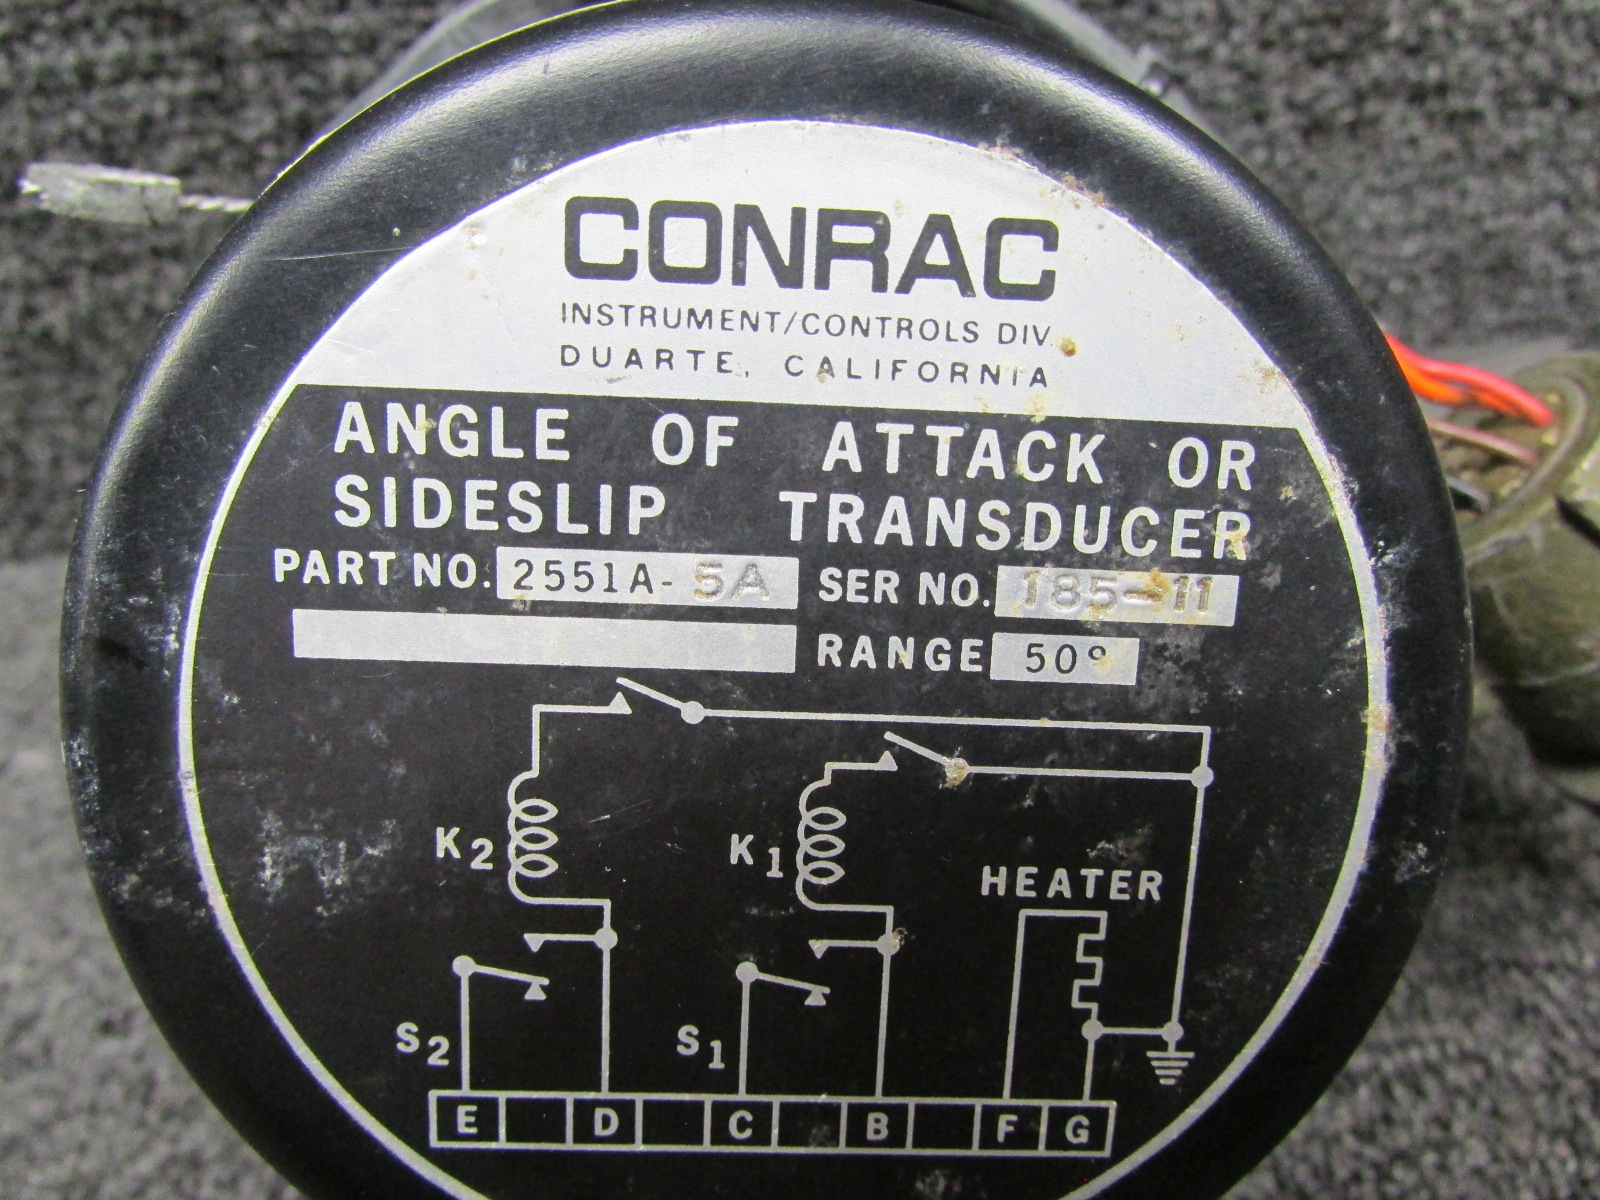 CONRAC
INSTRUMENT/CONTROLS DIV.
DUARTE, CALIFORNIA
ANGLE OF ATTACK OR
SIDESLIP TRANSDUCER
PART NO. 2551A-5A SER NO. 185-11
RANGE 50°
K2 K1 HEATER
S2 S1
E D C B F G